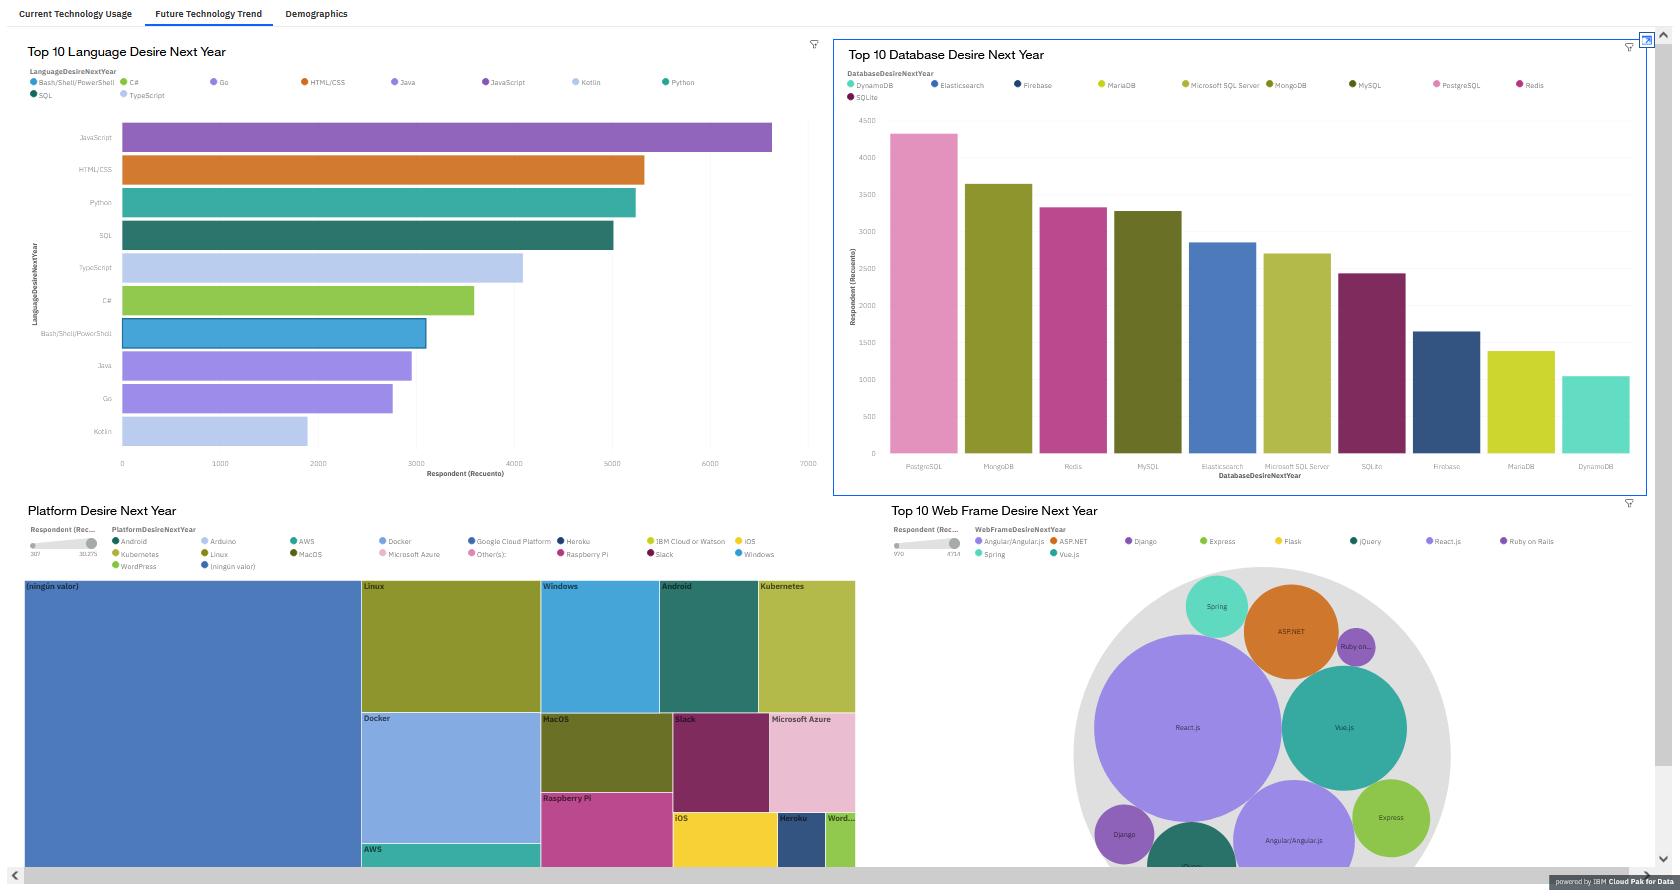 Current Technology Usage
Future Technology Trend
Demographics
Top 10 Language Desire Next Year
LanguageDesireNextYear
Bash/Shell/PowerShell C# Go HTML/CSS Java JavaScript Kotlin Python
SQL TypeScript
JavaScript
HTML/CSS
Python
SQL
TypeScript
C#
Bash/Shell/PowerShell
Java
Go
Kotlin
LanguageDesireNextYear
0 1000 2000 3000 4000 5000 6000 7000
Respondent (Recuento)
Top 10 Database Desire Next Year
DatabaseDesireNextYear
DynamoDB Elasticsearch Firebase MariaDB Microsoft SQL Server MongoDB MySQL PostgreSQL Redis
SQLite
4500
4000
3500
3000
2500
2000
1500
1000
500
0
Respondent (Recuento)
PostgreSQL MongoDB Redis MySQL Elasticsearch Microsoft SQL Server SQLite Firebase MariaDB DynamoDB
DatabaseDesireNextYear
Platform Desire Next Year
Respondent (Rec...
307 30.275
PlatformDesireNextYear
Android Arduino AWS Docker Google Cloud Platform Heroku IBM Cloud or Watson iOS
Kubernetes Linux MacOS Microsoft Azure Other(s): Raspberry Pi Slack Windows
WordPress (ningún valor)
(ningún valor)
Linux
Windows
Android
Kubernetes
Docker
MacOS
Slack
Microsoft Azure
Raspberry Pi
iOS
Heroku
Word...
AWS
Top 10 Web Frame Desire Next Year
Respondent (Rec...
970 4714
WebFrameDesireNextYear
Angular/Angular.js ASP.NET Django Express Flask jQuery React.js Ruby on Rails
Spring Vue.js
Spring
ASP.NET
Ruby on...
React.js
Vue.js
Express
Django
Angular/Angular.js
jQuery
powered by IBM Cloud Pak for Data